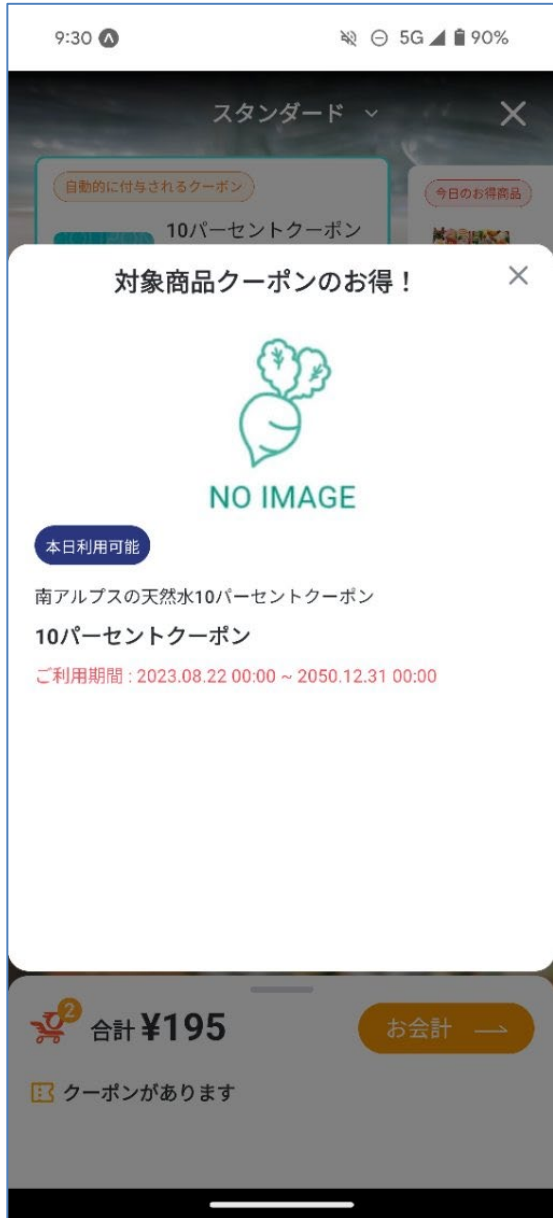 9:30
5G 90%
スタンダード
自動的に付与されるクーポン
今日のお得商品
10パーセントクーポン
対象商品クーポンのお得！
NO IMAGE
本日利用可能
南アルプスの天然水10パーセントクーポン
10パーセントクーポン
ご利用期間 : 2023.08.22 00:00 ~ 2050.12.31 00:00
2
合計 ¥195
お会計
クーポンがあります